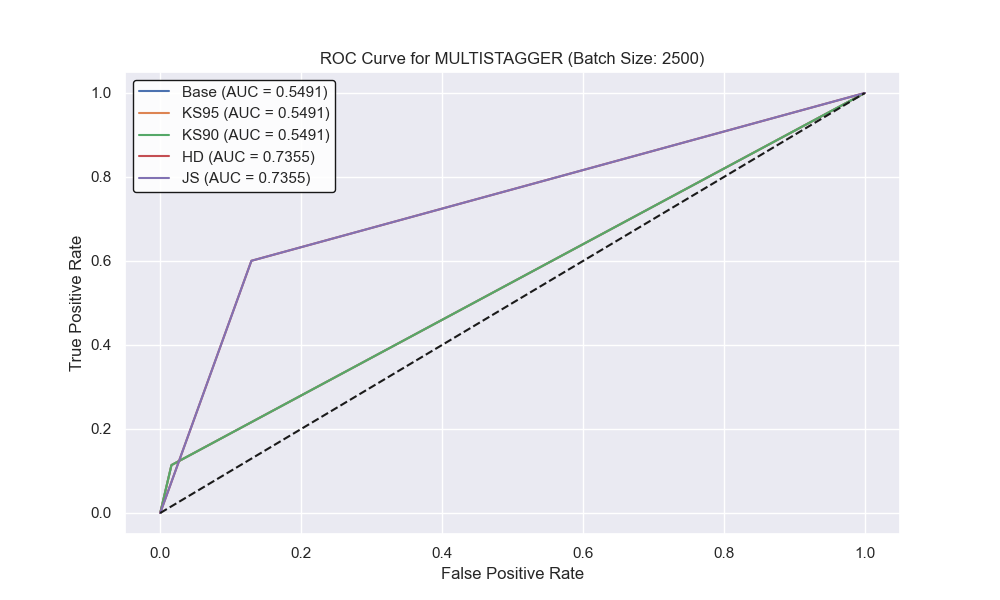 ROC Curve for MULTISTAGGER (Batch Size: 2500)
Base (AUC = 0.5491)
KS95 (AUC = 0.5491)
KS90 (AUC = 0.5491)
HD (AUC = 0.7355)
JS (AUC = 0.7355)
True Positive Rate
1.0
0.8
0.6
0.4
0.2
0.0
0.0 0.2 0.4 0.6 0.8 1.0
False Positive Rate